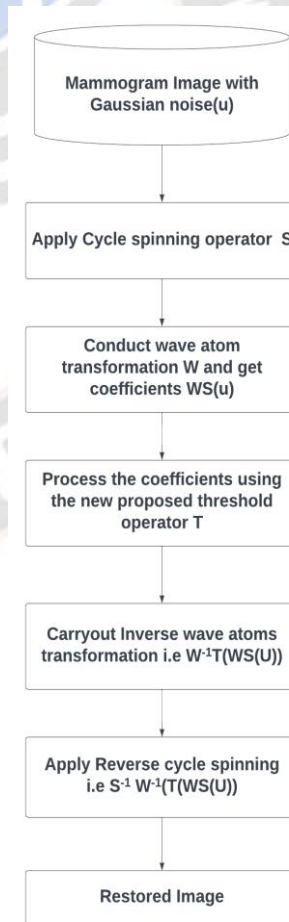 Mammogram Image with
Gaussian noise(u)
Apply Cycle spinning operator S
Conduct wave atom
transformation W and get
coefficients WS(u)
Process the coefficients using
the new proposed threshold
operator T
Carryout Inverse wave atoms
transformation i.e W⁻¹T(WS(U))
Apply Reverse cycle spinning
i.e S⁻¹ W⁻¹(T(WS(U))
Restored Image